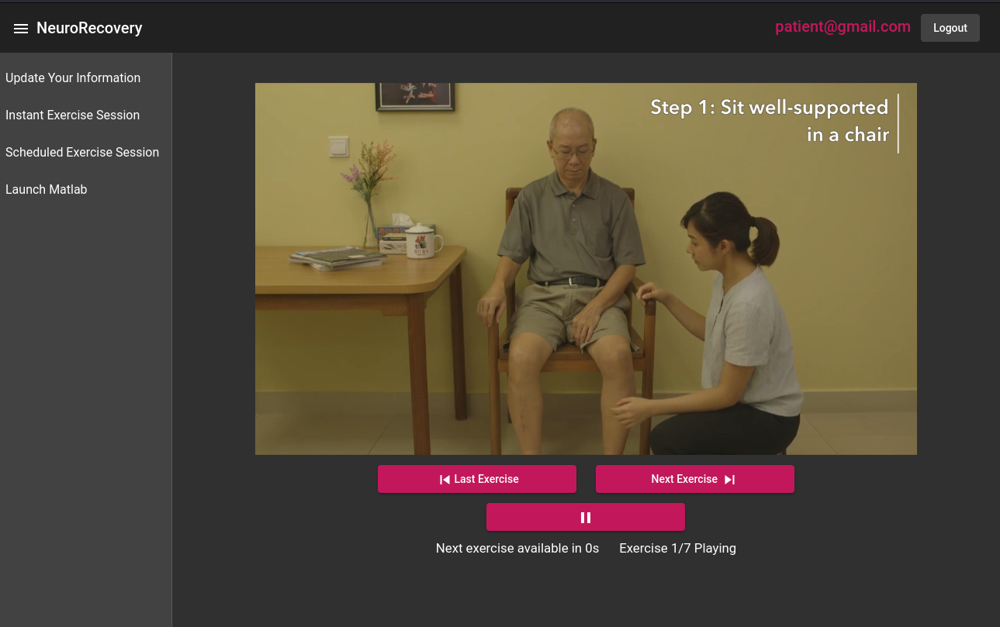 NeuroRecovery
patient@gmail.com
Logout
Update Your Information
Instant Exercise Session
Scheduled Exercise Session
Launch Matlab
Step 1: Sit well-supported
in a chair
Last Exercise
Next Exercise
Next exercise available in 0s
Exercise 1/7 Playing